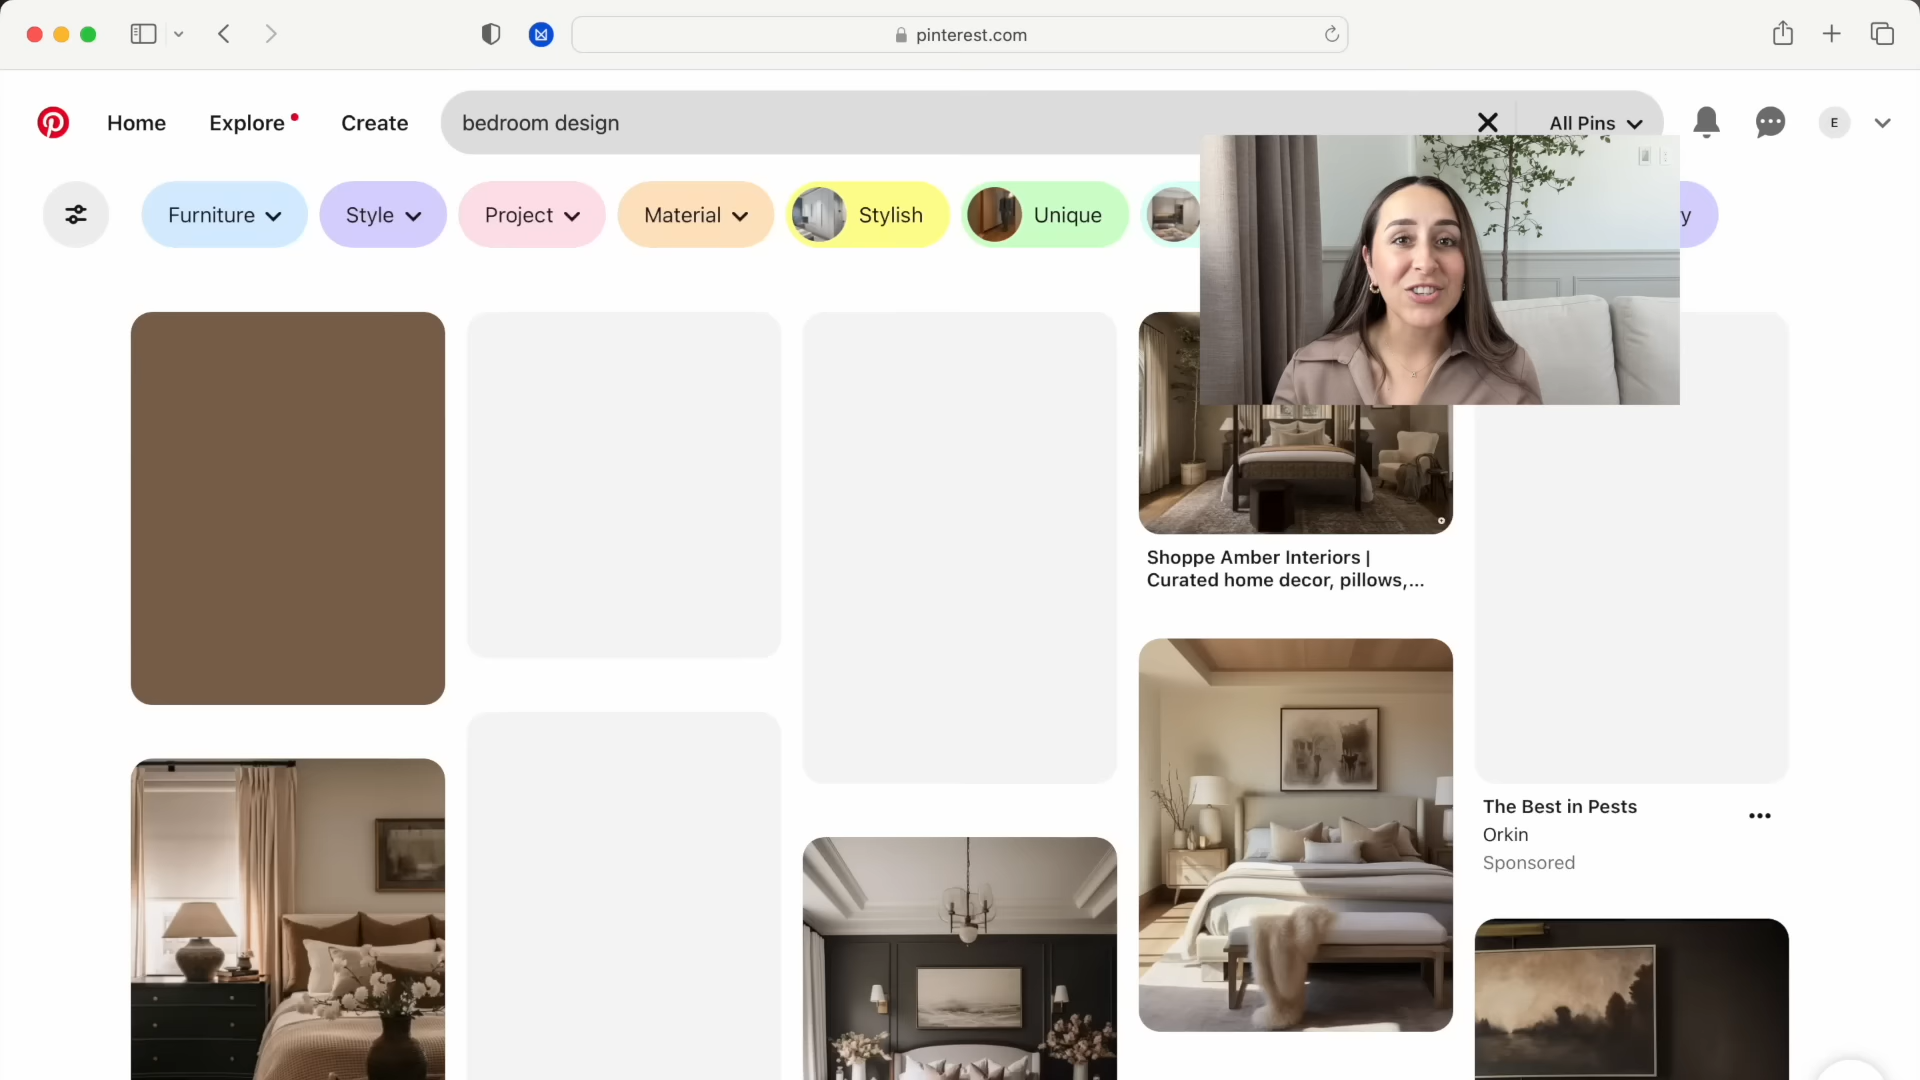 pinterest.com
Home
Explore
Create
bedroom design
All Pins
E
Furniture
Style
Project
Material
Stylish
Unique
y
Shoppe Amber Interiors |
Curated home decor, pillows,...
The Best in Pests
Orkin
Sponsored